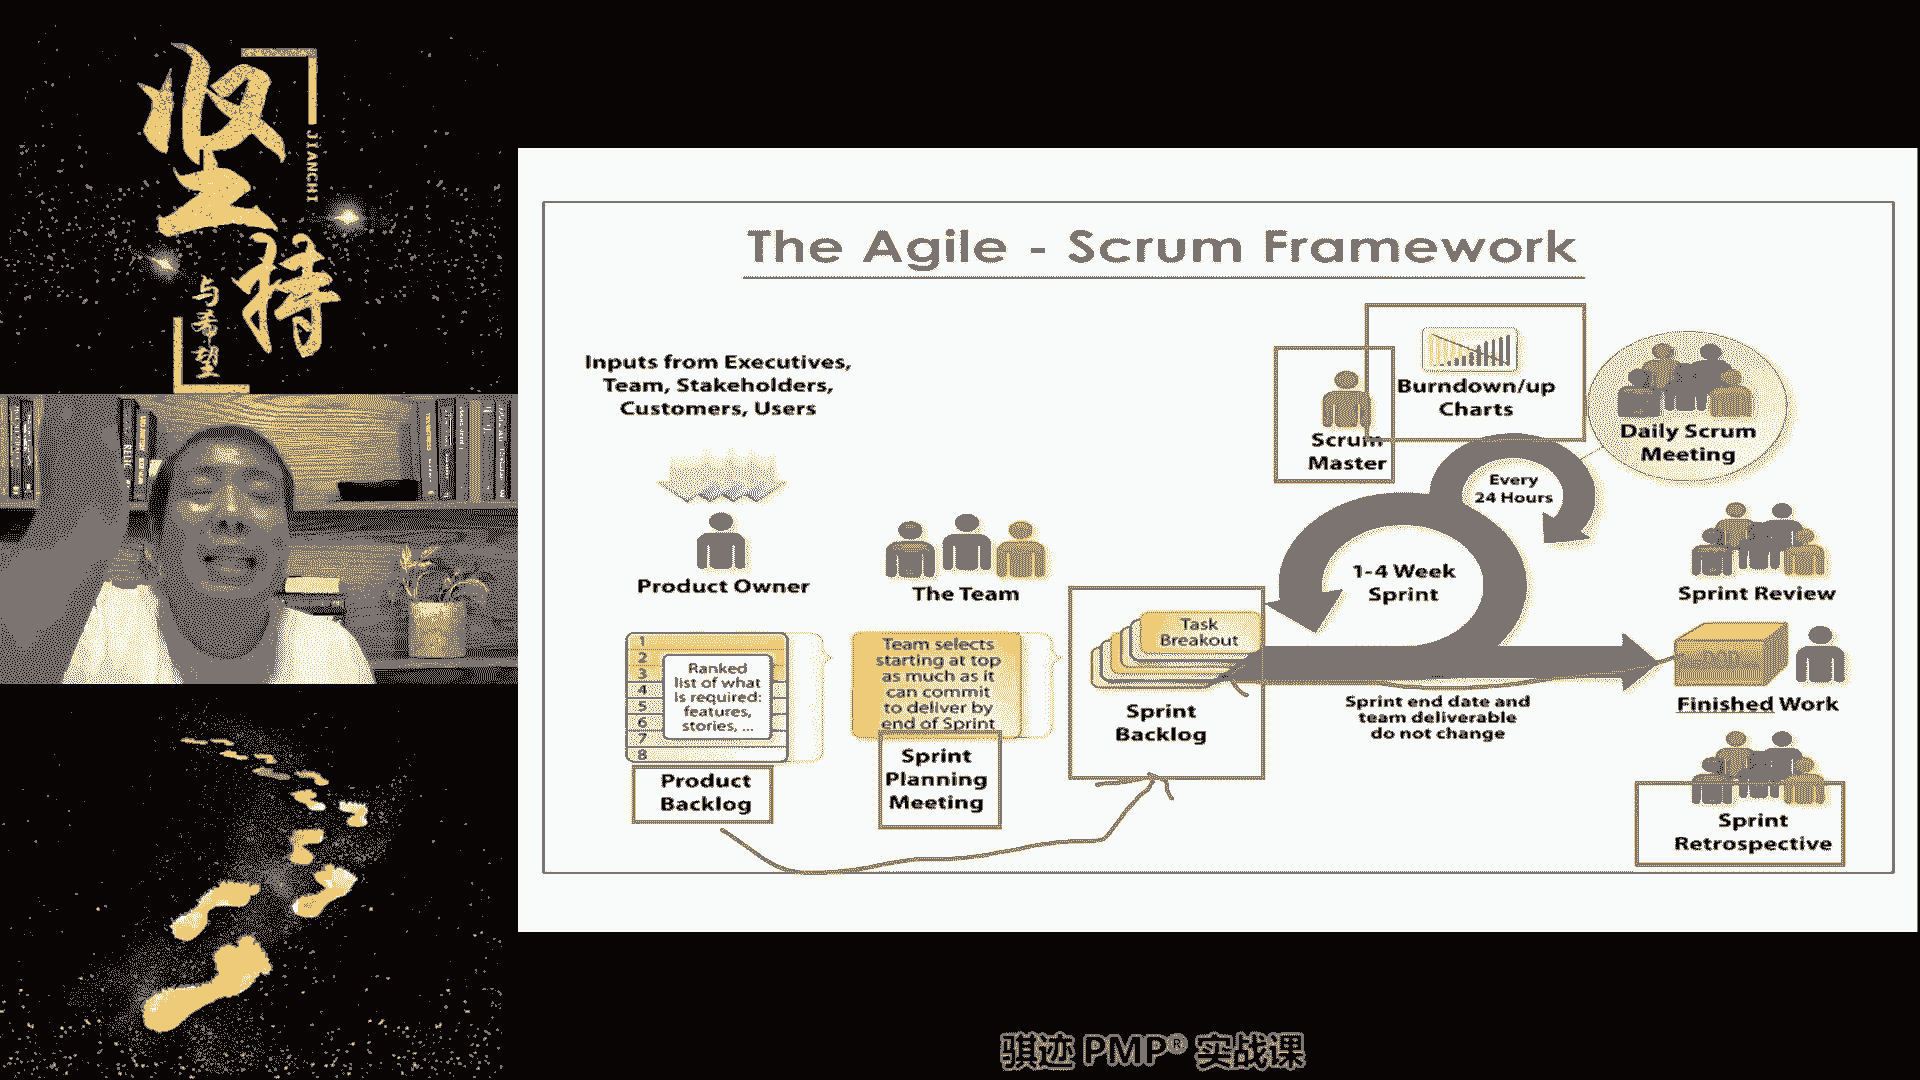 坚持
JIANCHI
与希望
The Agile - Scrum Framework
Inputs from Executives,
Team, Stakeholders,
Customers, Users
Product Owner
The Team
1
2
3
4
5
6
7
8
Ranked
list of what
is required:
features,
stories, ...
Product
Backlog
Team selects
starting at top
as much as it
can commit
to deliver by
end of Sprint
Sprint
Planning
Meeting
Task
Breakout
Sprint
Backlog
Scrum
Master
Burndown/up
Charts
Daily Scrum
Meeting
Every
24 Hours
1-4 Week
Sprint
Sprint end date and
team deliverable
do not change
Sprint Review
Finished Work
Sprint
Retrospective
骐迹 PMP® 实战课